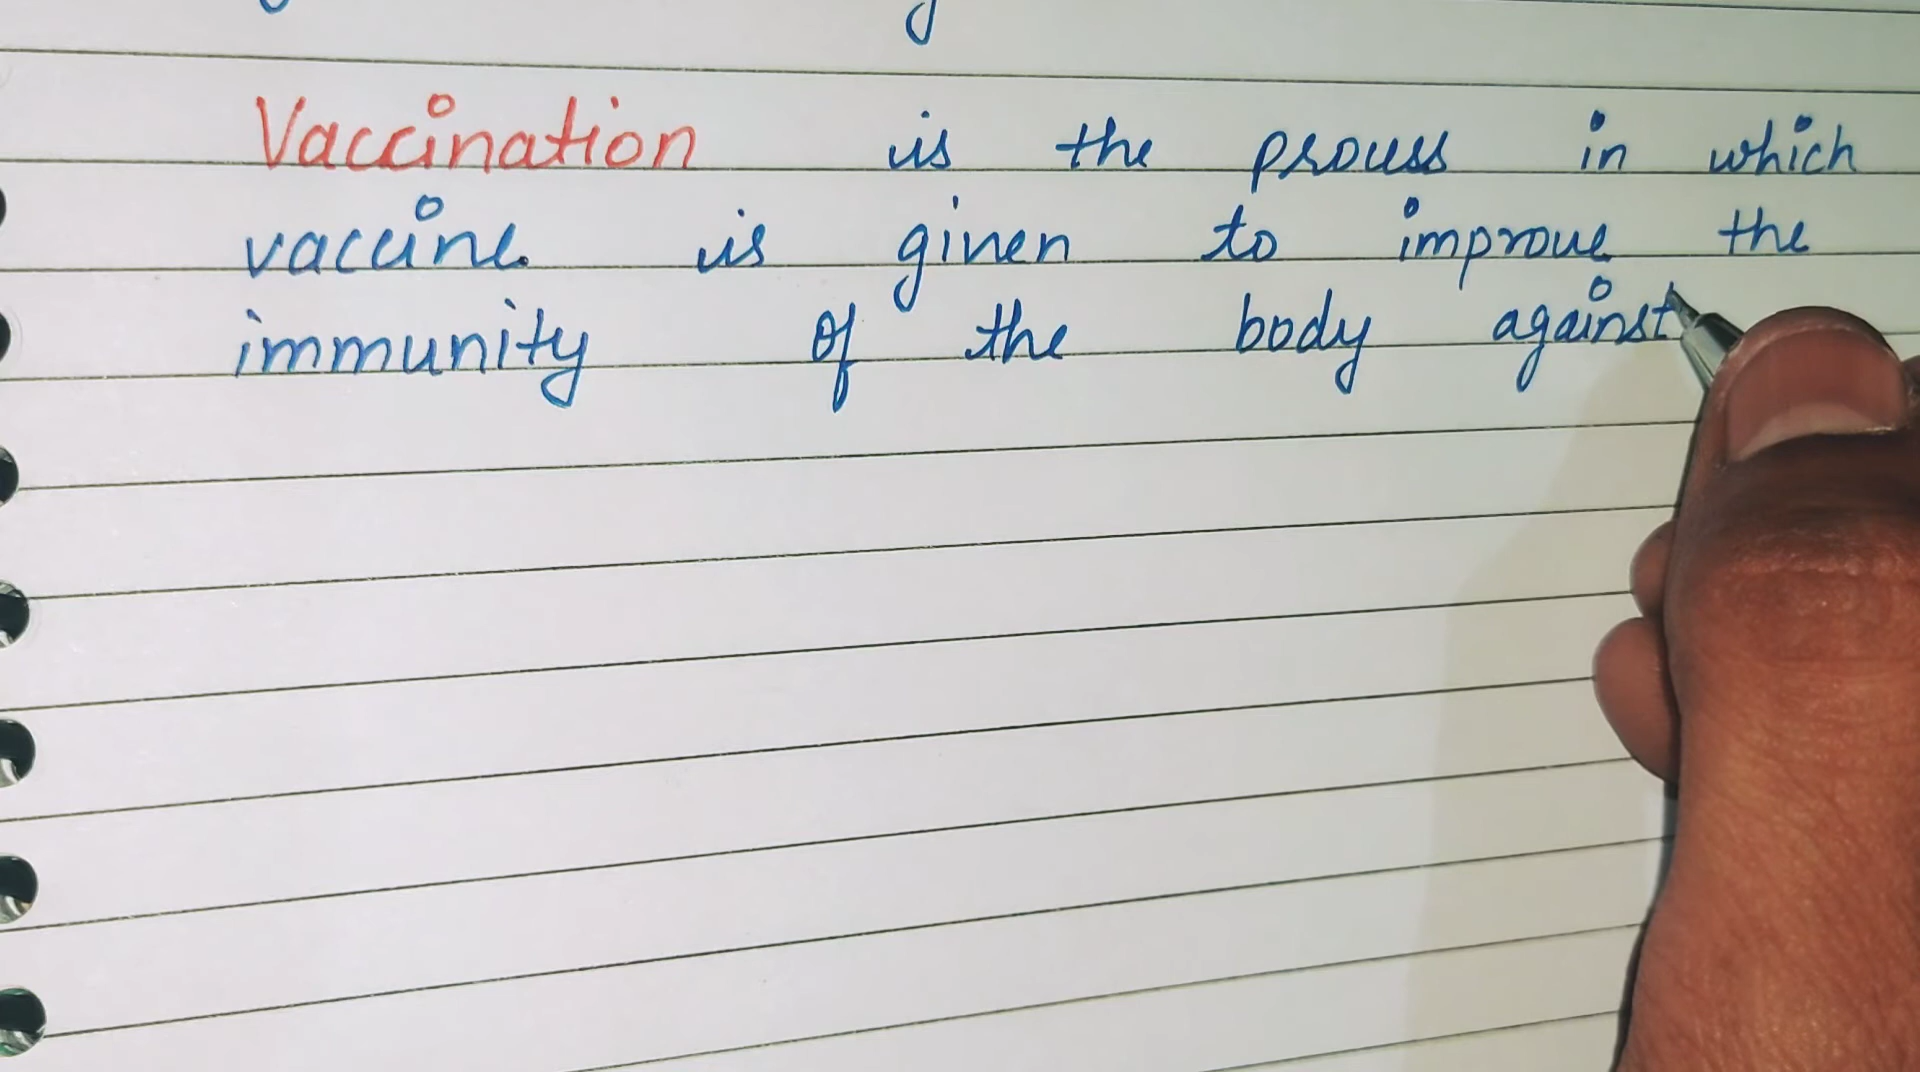 Vaccination is the process in which
vaccine is given to improve the
immunity of the body against